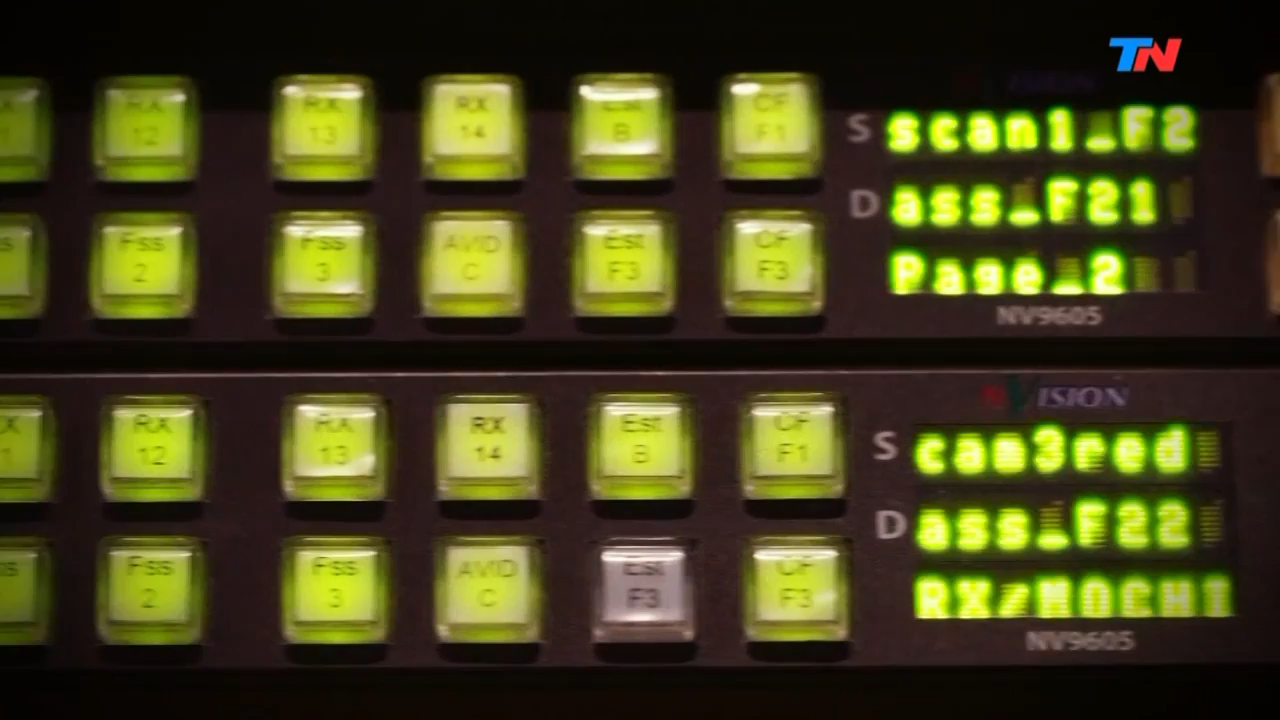 TN
RX
12
RX
13
RX
14
Est
B
CF
F1
S scan1_F2
Fss
2
Fss
3
AVID
C
Est
F3
CF
F3
D ass_F21
Page_2
NV9605
VISION
RX
12
RX
13
RX
14
Est
B
CF
F1
S cam3red
D ass_F22
Fss
2
Fss
3
AVID
C
Est
F3
CF
F3
RX/MOCHI
NV9605